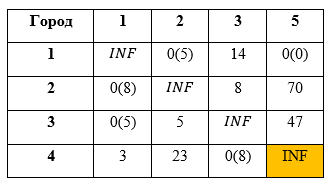 Город 1 2 3 5
1 INF 0(5) 14 0(0)
2 0(8) INF 8 70
3 0(5) 5 INF 47
4 3 23 0(8) INF